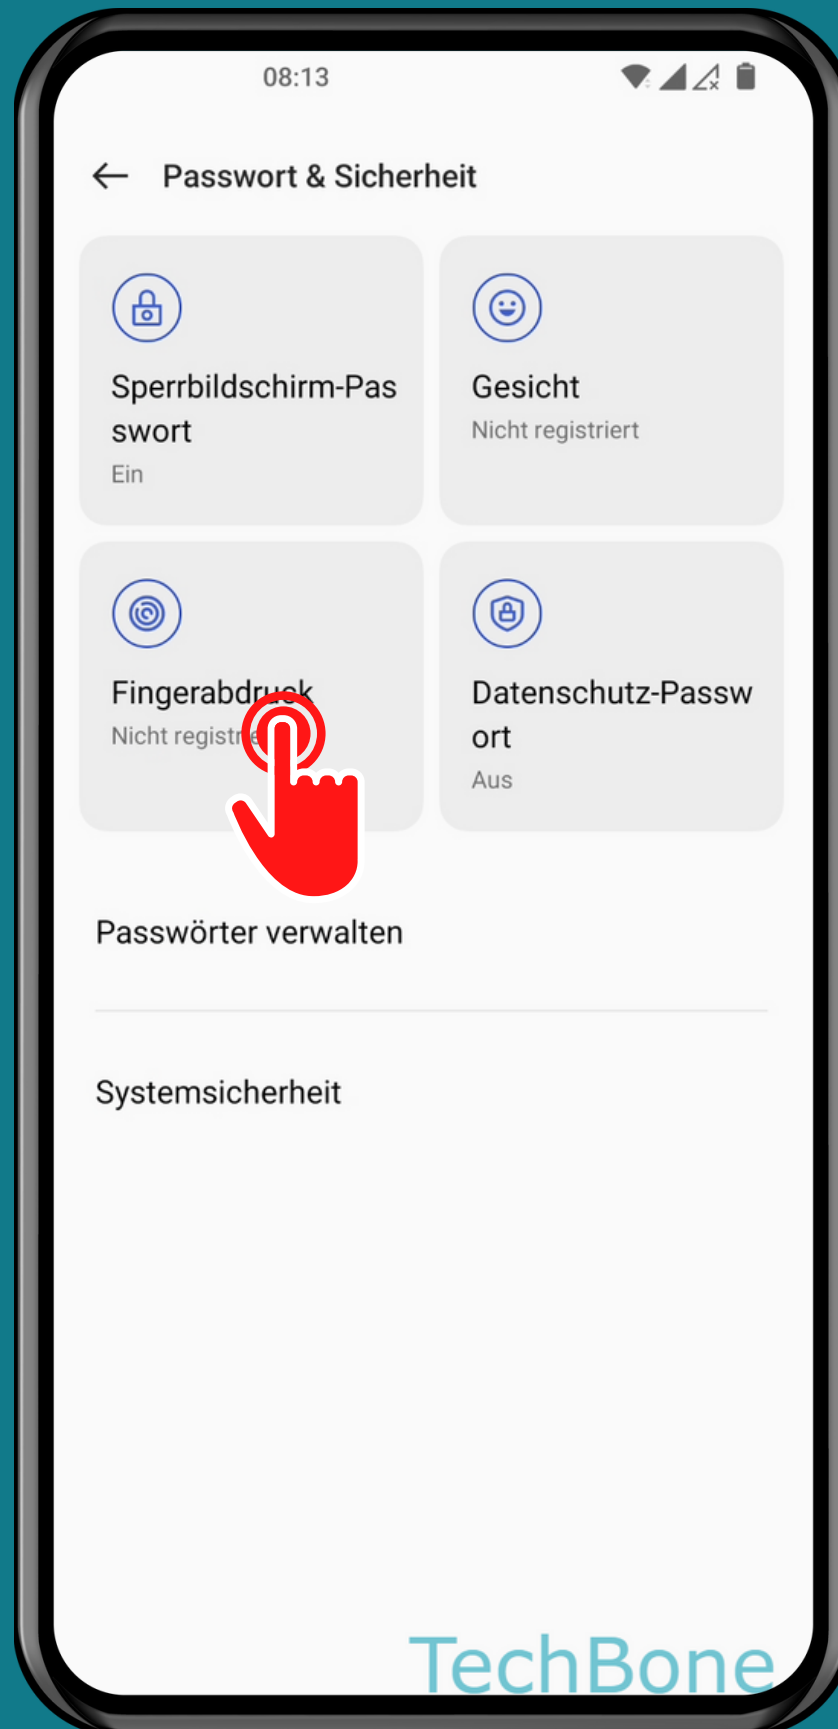 08:13
Passwort & Sicherheit
Sperrbildschirm-Pas
swort
Ein
Gesicht
Nicht registriert
Fingerabdruck
Nicht
Datenschutz-Passw
ort
Aus
Passwörter verwalten
Systemsicherheit
TechBone